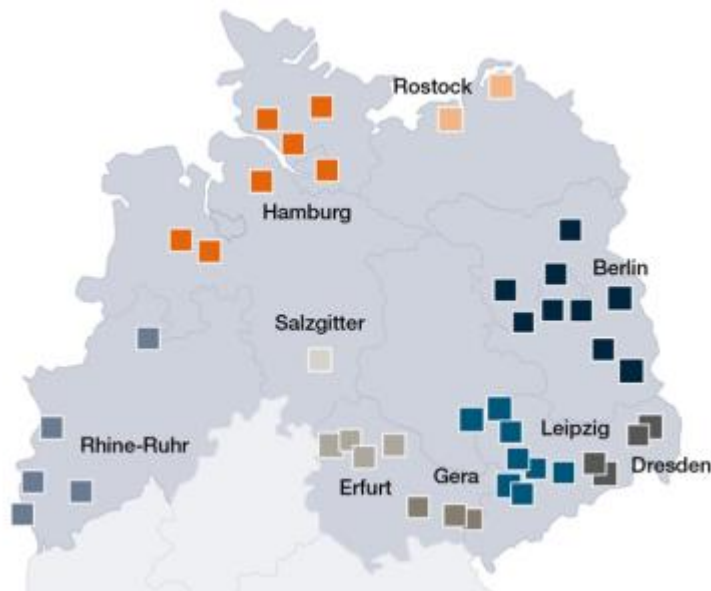 Rostock
Hamburg
Berlin
Salzgitter
Rhine-Ruhr
Leipzig
Dresden
Erfurt
Gera